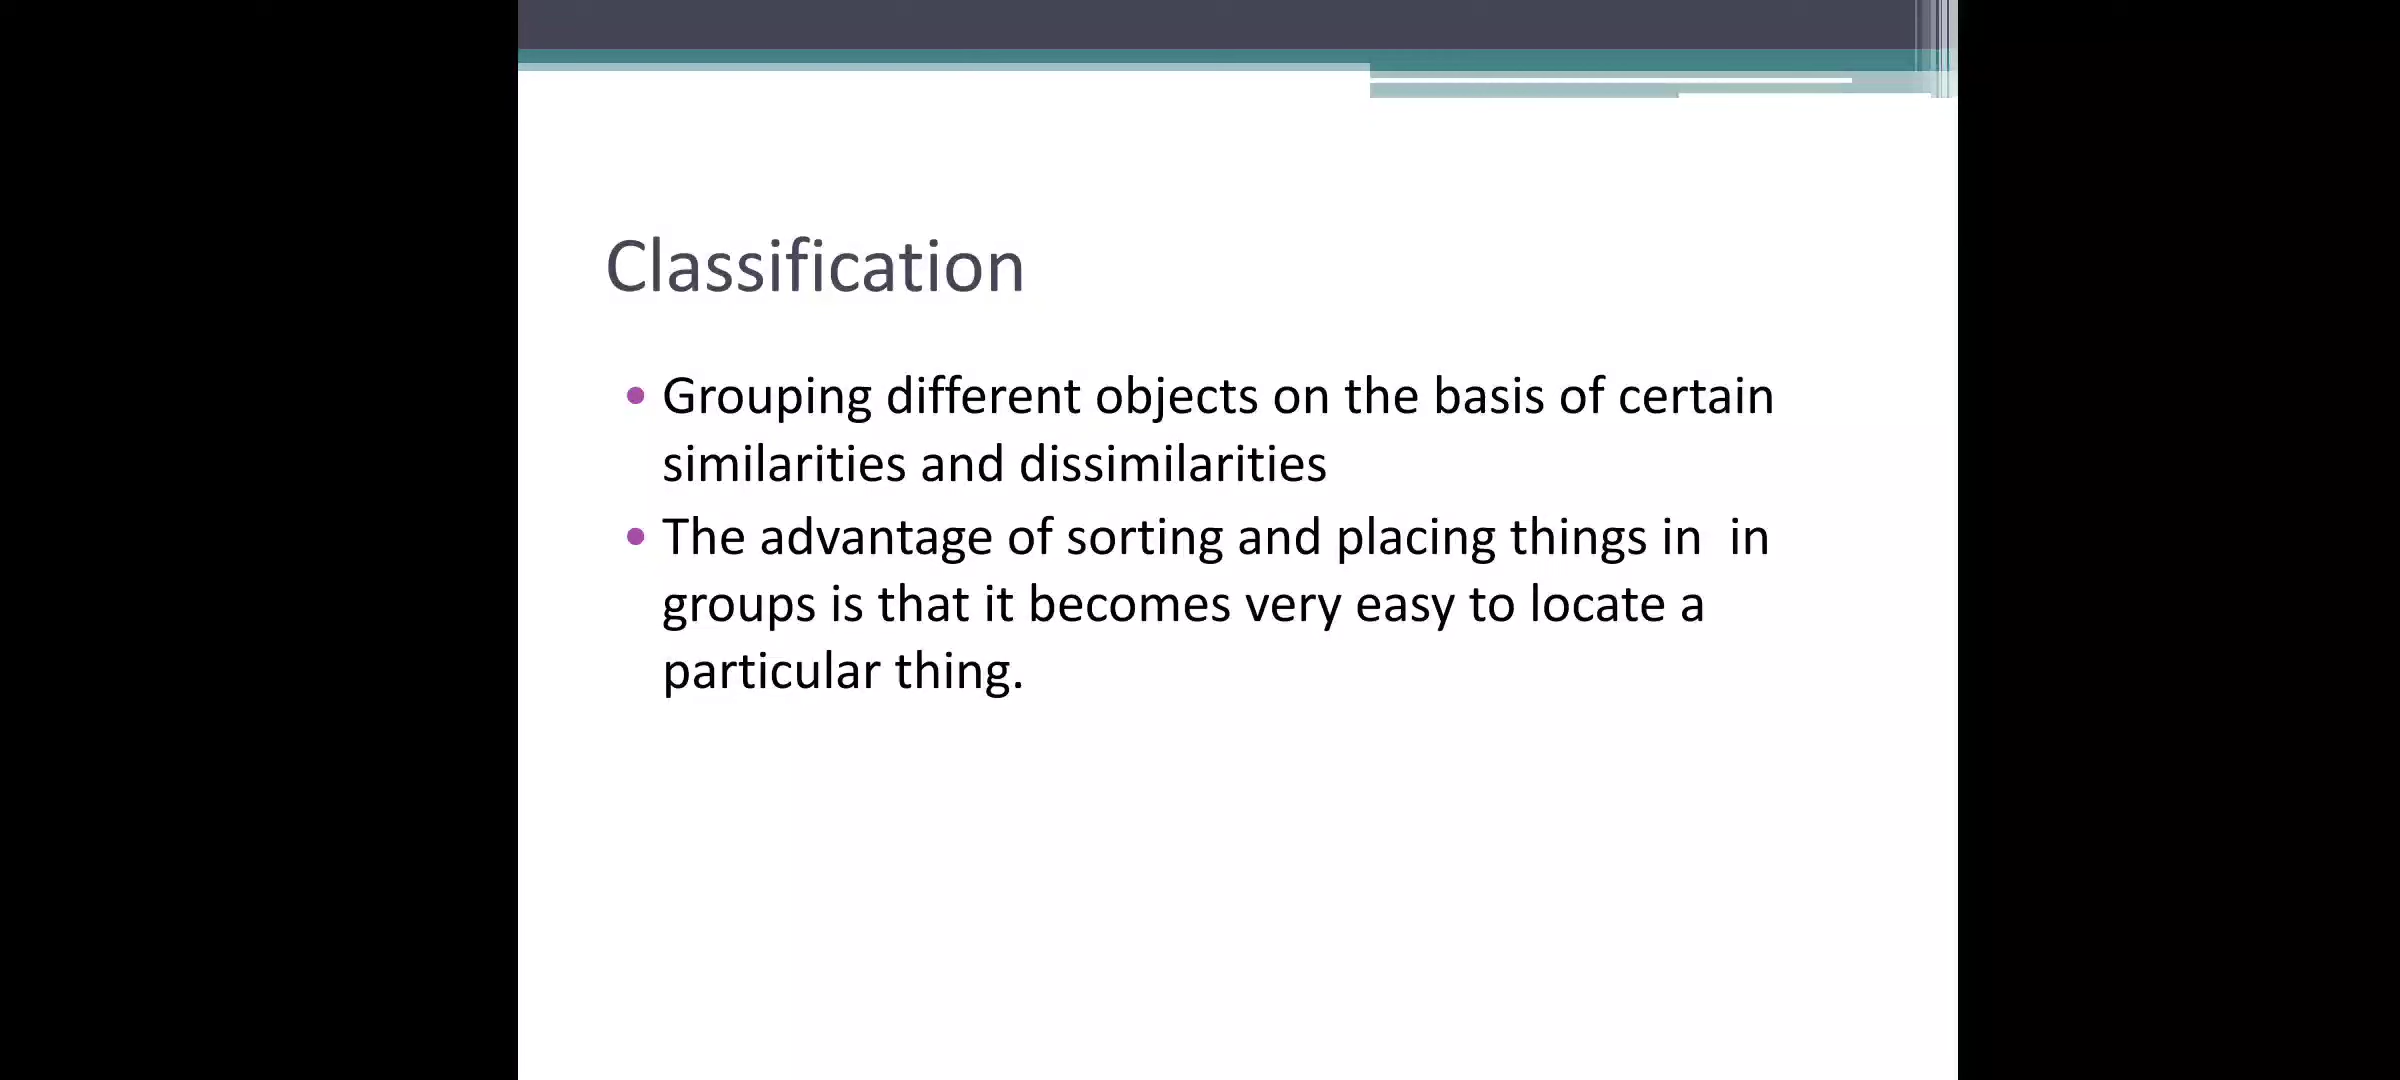 Classification
• Grouping different objects on the basis of certain
similarities and dissimilarities
• The advantage of sorting and placing things in  in
groups is that it becomes very easy to locate a
particular thing.